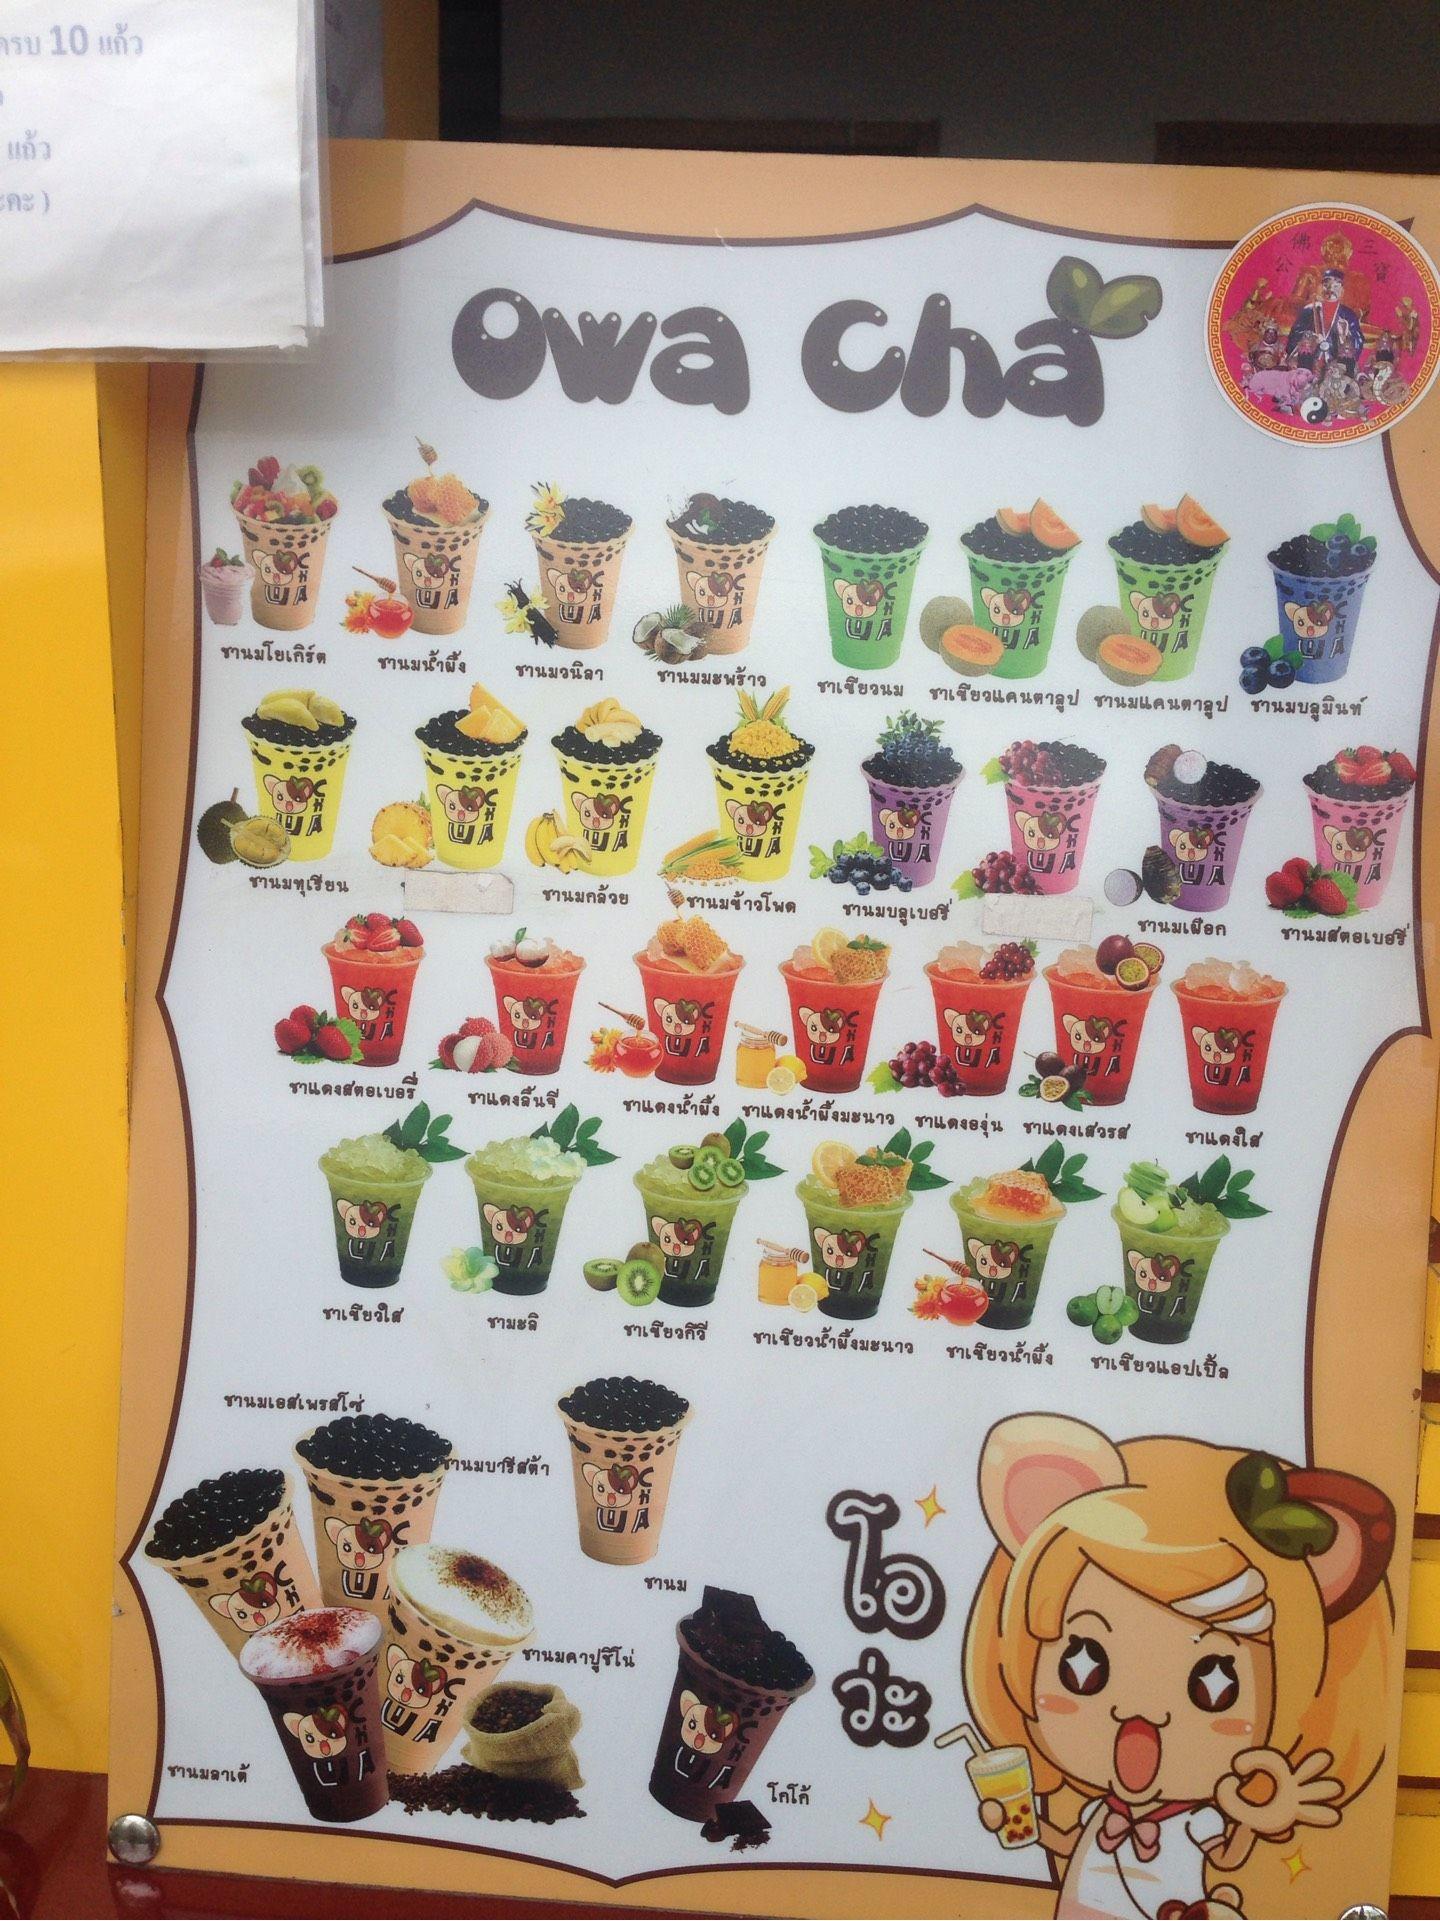 ครบ 10 แก้ว
แก้ว
ะคะ )
Owa Cha
佛 三
公 寶
ชานมโยเกิร์ต ชานมน้ำผึ้ง ชานมวนิลา ชานมมะพร้าว ชาเขียวนม ชาเขียวแคนตาลูป ชานมแคนตาลูป ชานมบลูมินท์
ชานมทุเรียน ชานมกล้วย ชานมข้าวโพด ชานมบลูเบอรี่ ชานมเผือก ชานมสตอเบอรี่
ชาแดงสตอเบอรี่ ชาแดงลิ้นจี่ ชาแดงน้ำผึ้ง ชาแดงน้ำผึ้งมะนาว ชาแดงองุ่น ชาแดงเสวรส ชาแดงใส
ชาเขียวใส ชามะลิ ชาเขียวกีวี ชาเขียวน้ำผึ้งมะนาว ชาเขียวน้ำผึ้ง ชาเขียวแอปเปิ้ล
ชานมเอสเพรสโซ่
ชานมบาริสต้า
ชานม
ชานมคาปูชิโน่
ชานมลาเต้
โกโก้
โอ
ว่ะ